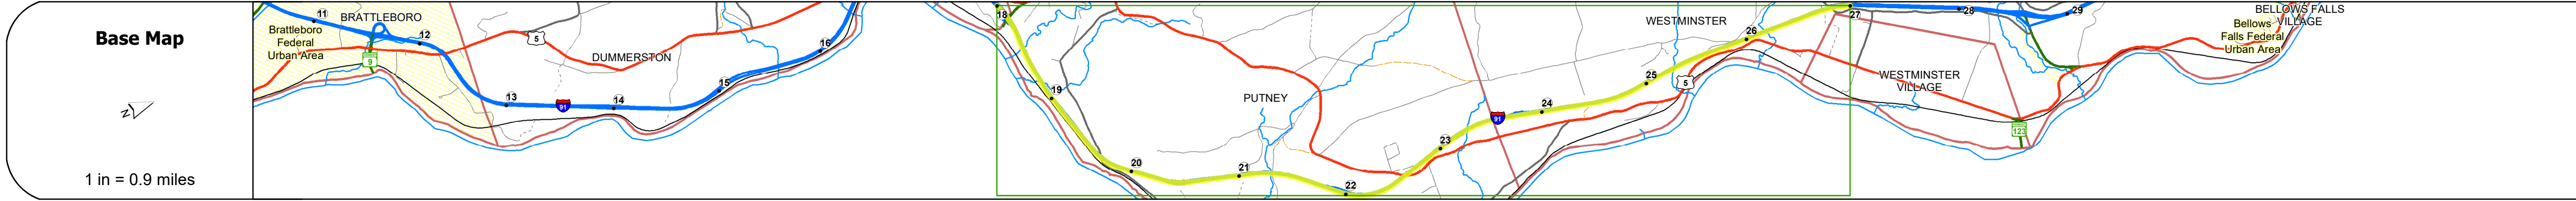 Base Map
N
1 in = 0.9 miles
11
BRATTLEBORO
Brattleboro
Federal
Urban Area
12
9
5
DUMMERSTON
13
91
14
15
16
18
19
20
21
22
PUTNEY
23
91
24
25
5
WESTMINSTER
26
27
28
29
WESTMINSTER
VILLAGE
123
BELLOWS FALLS
VILLAGE
Bellows
Falls Federal
Urban Area